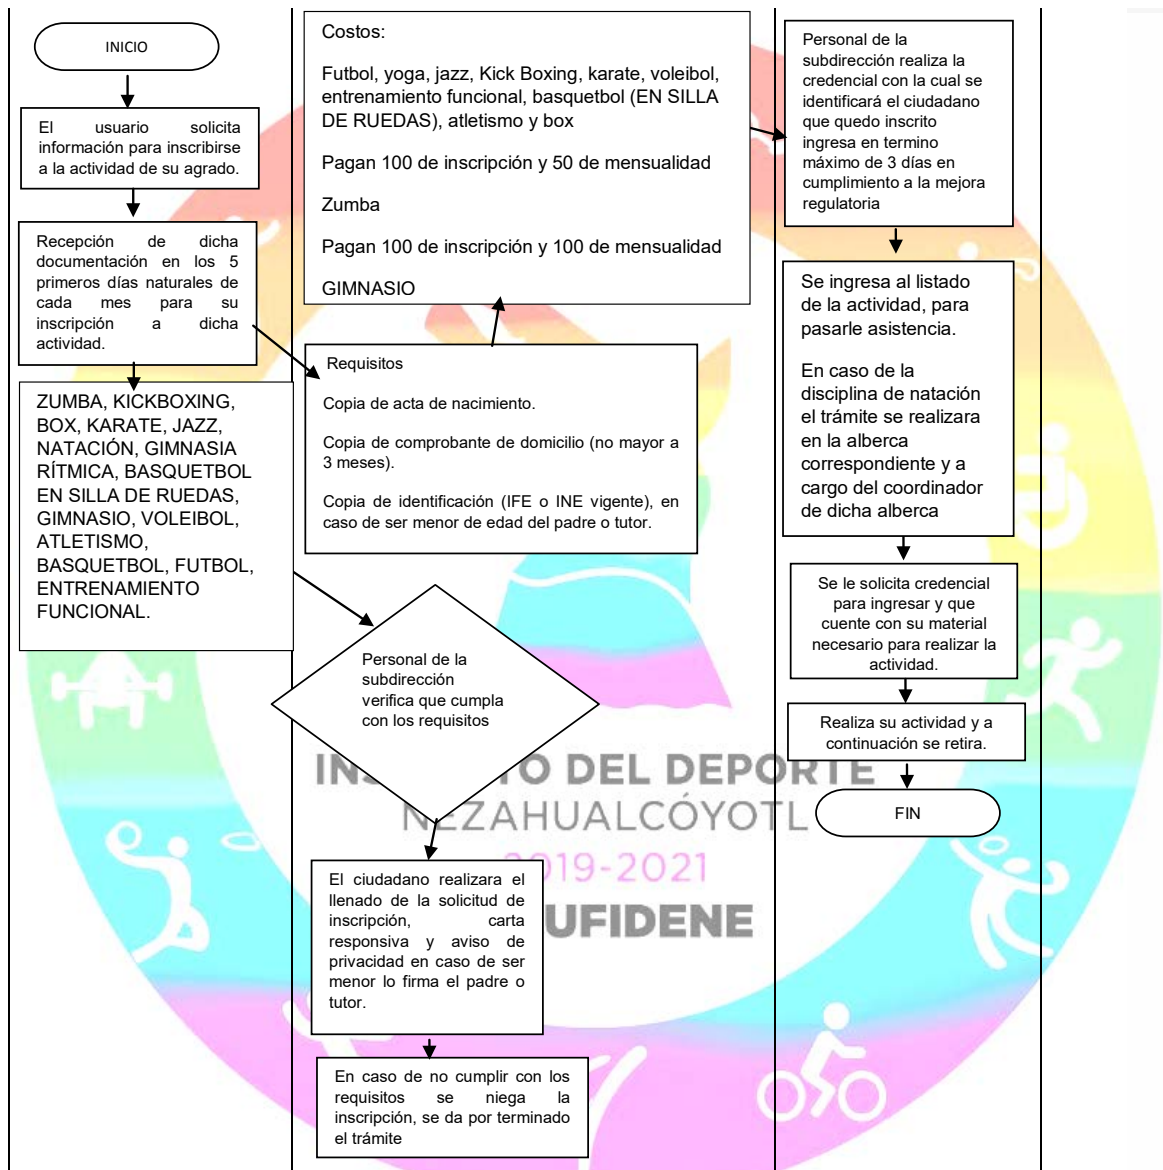 INICIO
El usuario solicita
información para inscribirse
a la actividad de su agrado.
Recepción de dicha
documentación en los 5
primeros días naturales de
cada mes para su
inscripción a dicha
actividad.
ZUMBA, KICKBOXING,
BOX, KARATE, JAZZ,
NATACIÓN, GIMNASIA
RÍTMICA, BASQUETBOL
EN SILLA DE RUEDAS,
GIMNASIO, VOLEIBOL,
ATLETISMO,
BASQUETBOL, FUTBOL,
ENTRENAMIENTO
FUNCIONAL.
Costos:
Futbol, yoga, jazz, Kick Boxing, karate, voleibol,
entrenamiento funcional, basquetbol (EN SILLA
DE RUEDAS), atletismo y box
Pagan 100 de inscripción y 50 de mensualidad
Zumba
Pagan 100 de inscripción y 100 de mensualidad
GIMNASIO
Requisitos
Copia de acta de nacimiento.
Copia de comprobante de domicilio (no mayor a
3 meses).
Copia de identificación (IFE o INE vigente), en
caso de ser menor de edad del padre o tutor.
Personal de la
subdirección
verifica que cumpla
con los requisitos
El ciudadano realizara el
llenado de la solicitud de
inscripción, carta
responsiva y aviso de
privacidad en caso de ser
menor lo firma el padre o
tutor.
En caso de no cumplir con los
requisitos se niega la
inscripción, se da por terminado
el trámite
Personal de la
subdirección realiza la
credencial con la cual se
identificará el ciudadano
que quedo inscrito
ingresa en termino
máximo de 3 días en
cumplimiento a la mejora
regulatoria
Se ingresa al listado
de la actividad, para
pasarle asistencia.
En caso de la
disciplina de natación
el trámite se realizara
en la alberca
correspondiente y a
cargo del coordinador
de dicha alberca
Se le solicita credencial
para ingresar y que
cuente con su material
necesario para realizar la
actividad.
Realiza su actividad y a
continuación se retira.
FIN
DEL DEPORTE
NEZAHUALCÓYOTL
2019-2021
UFIDENE